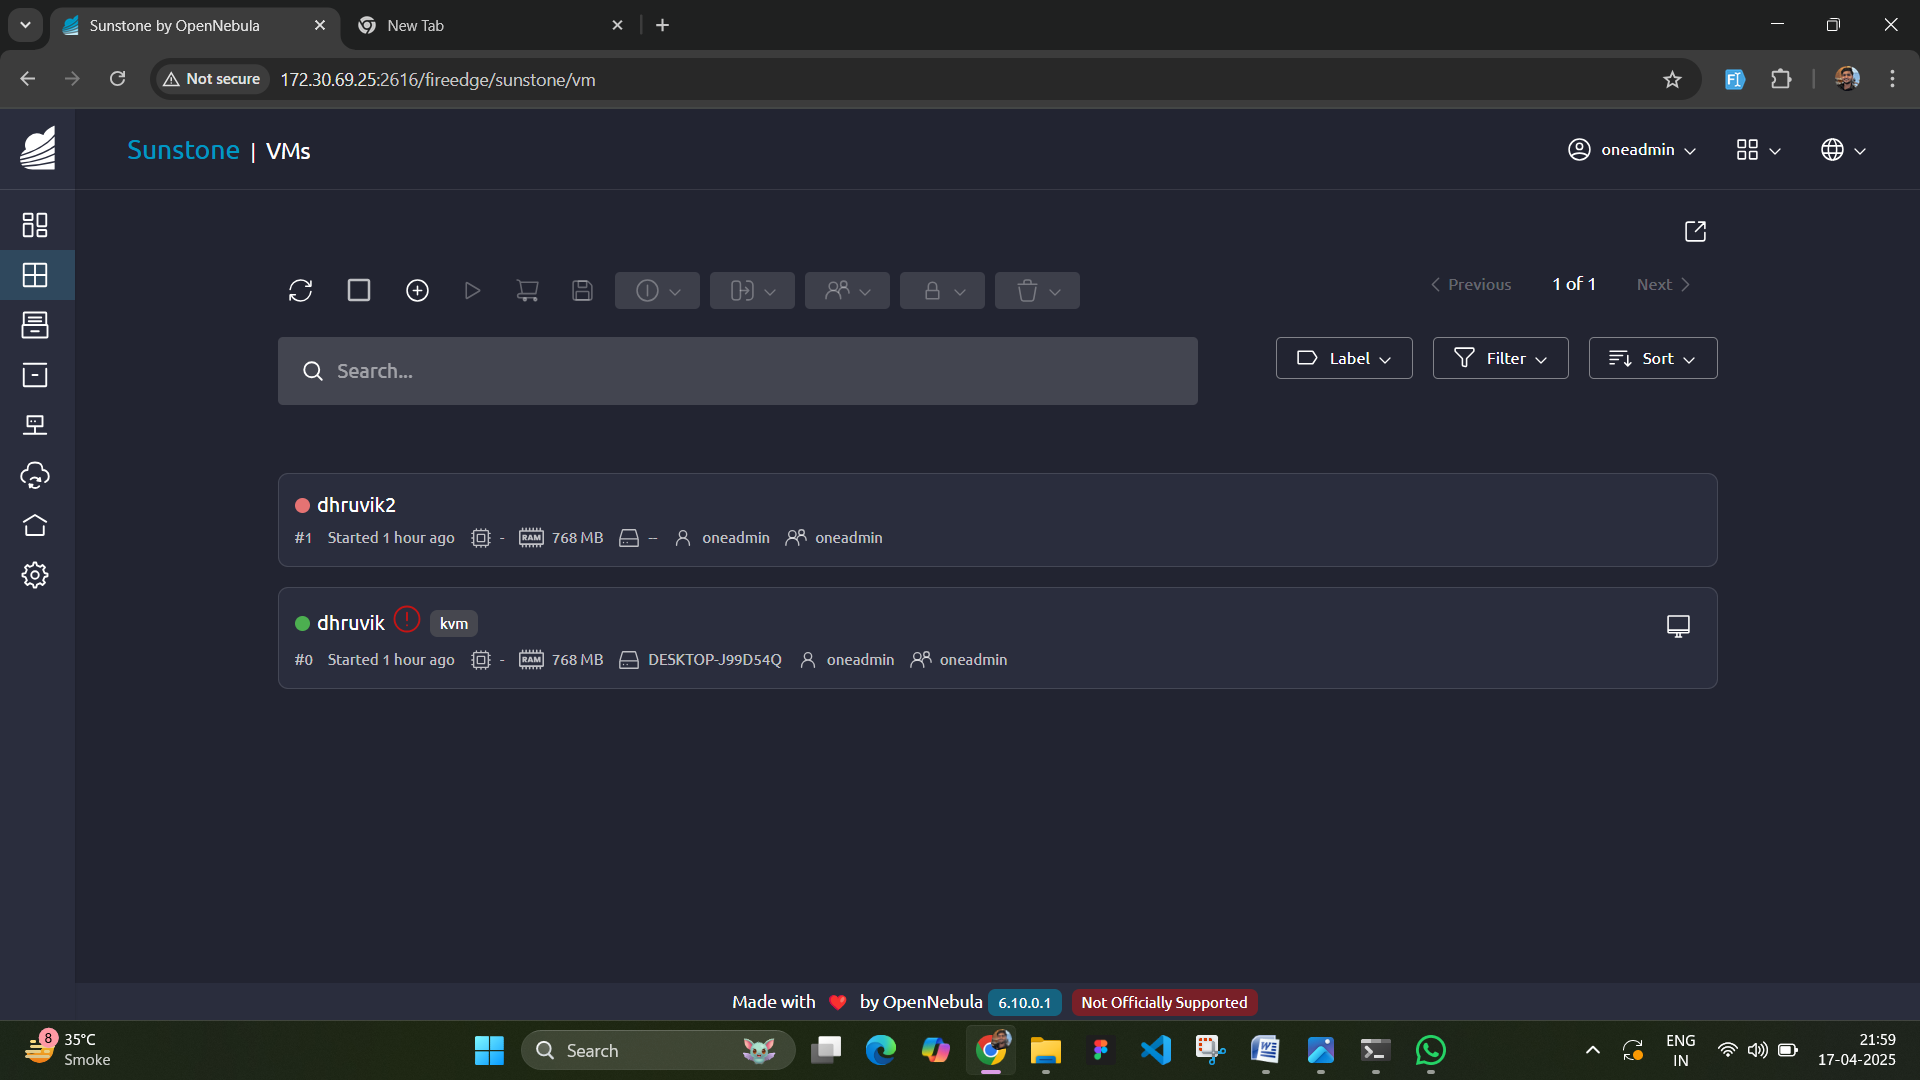 Sunstone by OpenNebula
New Tab
Not secure
172.30.69.25:2616/fireedge/sunstone/vm
Sunstone | VMs
oneadmin
Previous
1 of 1
Next
Search...
Label
Filter
Sort
dhruvik2
#1 Started 1 hour ago - RAM 768 MB -- oneadmin oneadmin
dhruvik ! kvm
#0 Started 1 hour ago - RAM 768 MB DESKTOP-J99D54Q oneadmin oneadmin
Made with ❤️ by OpenNebula 6.10.0.1 Not Officially Supported
8
35°C
Smoke
Search
ENG
IN
21:59
17-04-2025